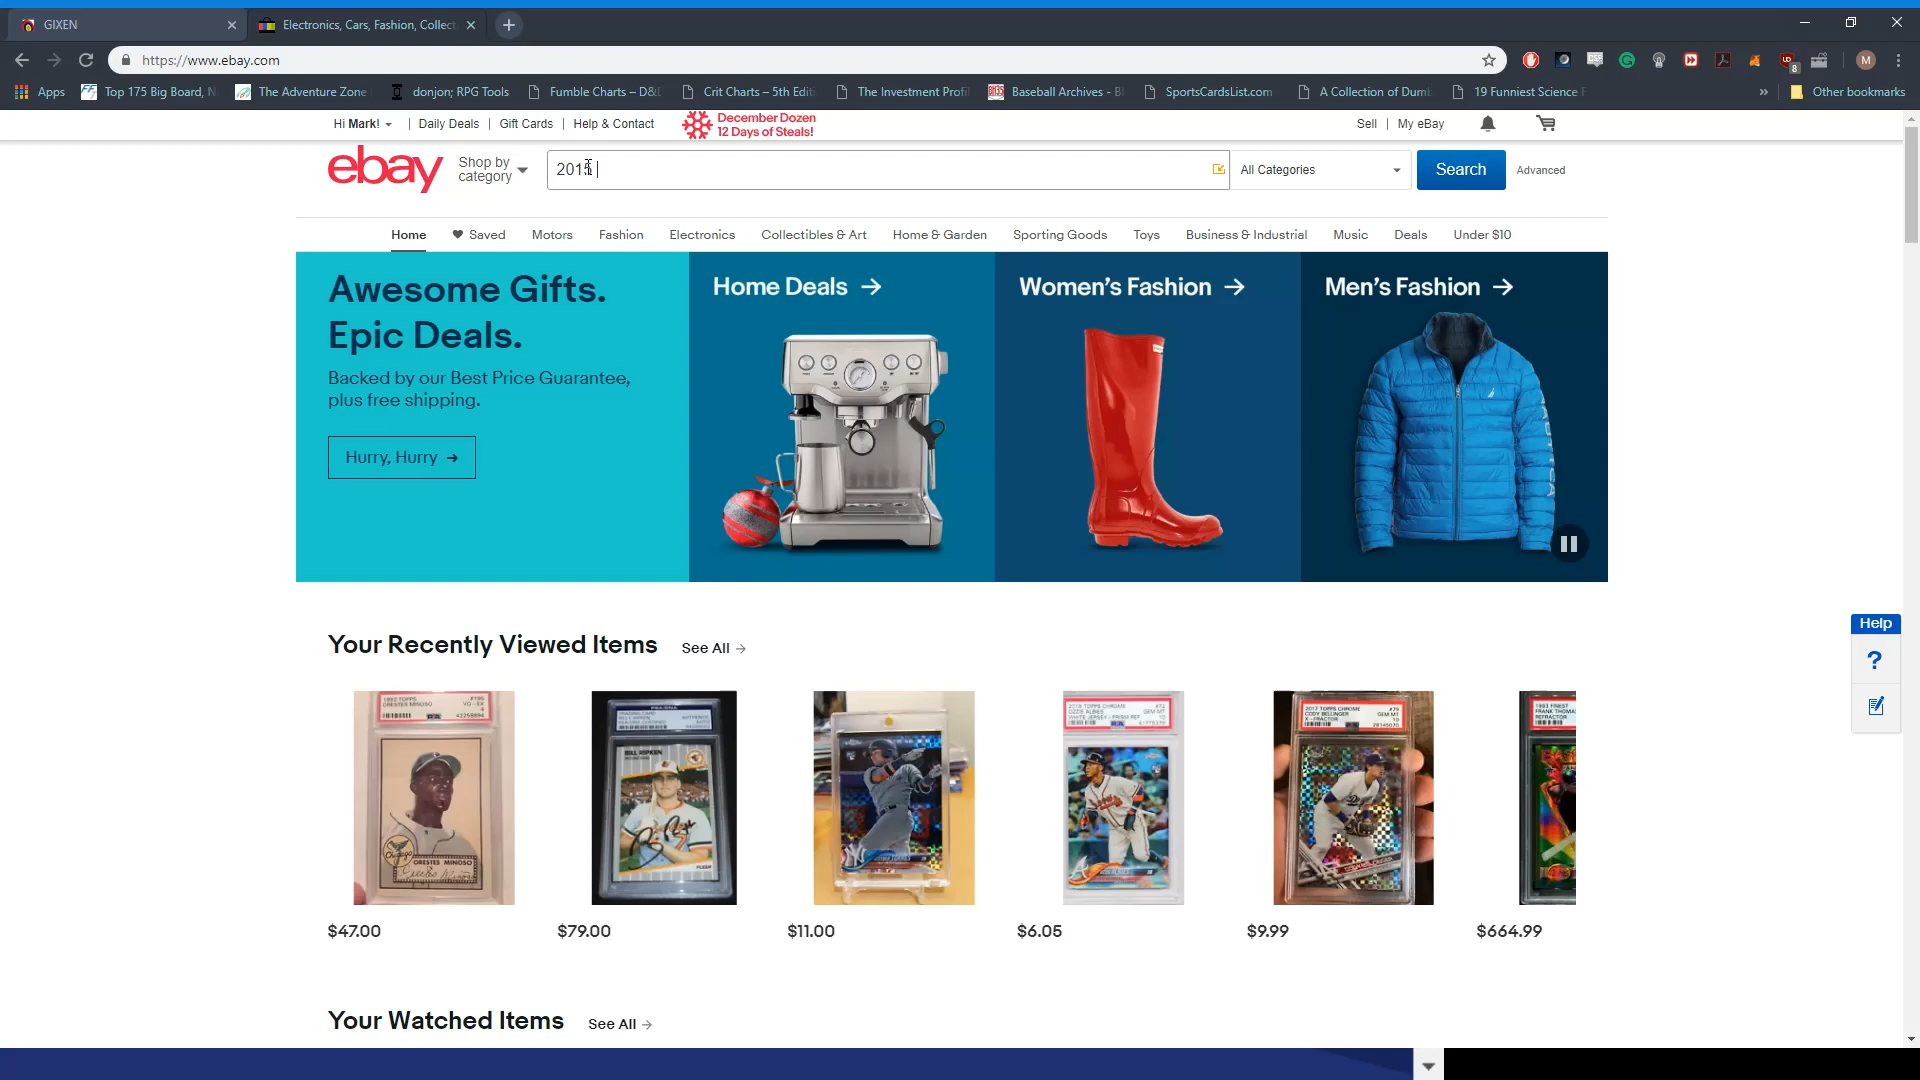 GIXEN
Electronics, Cars, Fashion, Collect
https://www.ebay.com
M
8
Apps
Top 175 Big Board, N
The Adventure Zone
donjon; RPG Tools
Fumble Charts – D&D
Crit Charts – 5th Editi
The Investment Profil
Baseball Archives - B
SportsCardsList.com
A Collection of Dumb
19 Funniest Science F
Other bookmarks
Hi Mark!
Daily Deals
Gift Cards
Help & Contact
December Dozen
12 Days of Steals!
Sell
My eBay
ebay
Shop by
category
2015
All Categories
Search
Advanced
Home
Saved
Motors
Fashion
Electronics
Collectibles & Art
Home & Garden
Sporting Goods
Toys
Business & Industrial
Music
Deals
Under $10
Awesome Gifts.
Epic Deals.
Backed by our Best Price Guarantee,
plus free shipping.
Hurry, Hurry →
Home Deals →
Women's Fashion →
Men's Fashion →
Help
?
Your Recently Viewed Items
See All →
$47.00
$79.00
$11.00
$6.05
$9.99
$664.99
Your Watched Items
See All →